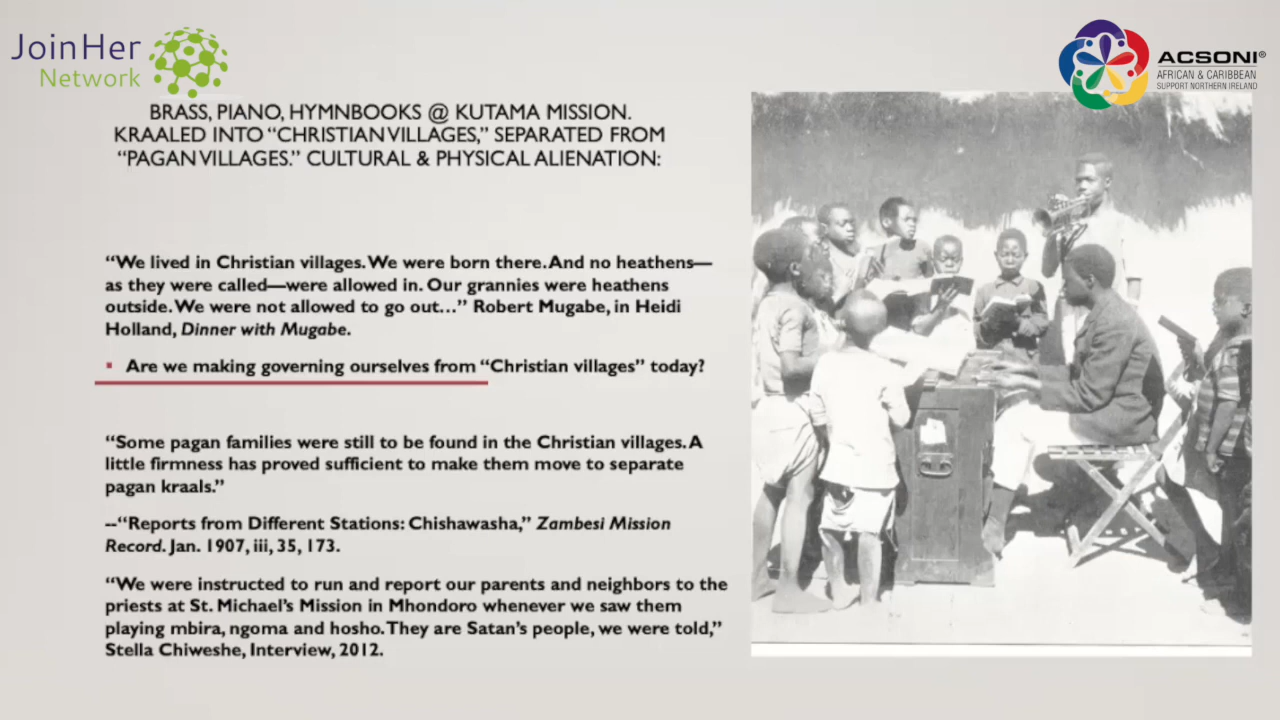 JoinHer
Network
ACSONI®
AFRICAN & CARIBBEAN
SUPPORT NORTHERN IRELAND
BRASS, PIANO, HYMNBOOKS @ KUTAMA MISSION.
KRAALED INTO “CHRISTIAN VILLAGES,” SEPARATED FROM
“PAGAN VILLAGES.” CULTURAL & PHYSICAL ALIENATION:
“We lived in Christian villages. We were born there. And no heathens—
as they were called—were allowed in. Our grannies were heathens
outside. We were not allowed to go out…” Robert Mugabe, in Heidi
Holland, Dinner with Mugabe.
▪ Are we making governing ourselves from “Christian villages” today?
“Some pagan families were still to be found in the Christian villages. A
little firmness has proved sufficient to make them move to separate
pagan kraals.”
--“Reports from Different Stations: Chishawasha,” Zambesi Mission
Record. Jan. 1907, iii, 35, 173.
“We were instructed to run and report our parents and neighbors to the
priests at St. Michael’s Mission in Mhondoro whenever we saw them
playing mbira, ngoma and hosho. They are Satan’s people, we were told,”
Stella Chiweshe, Interview, 2012.